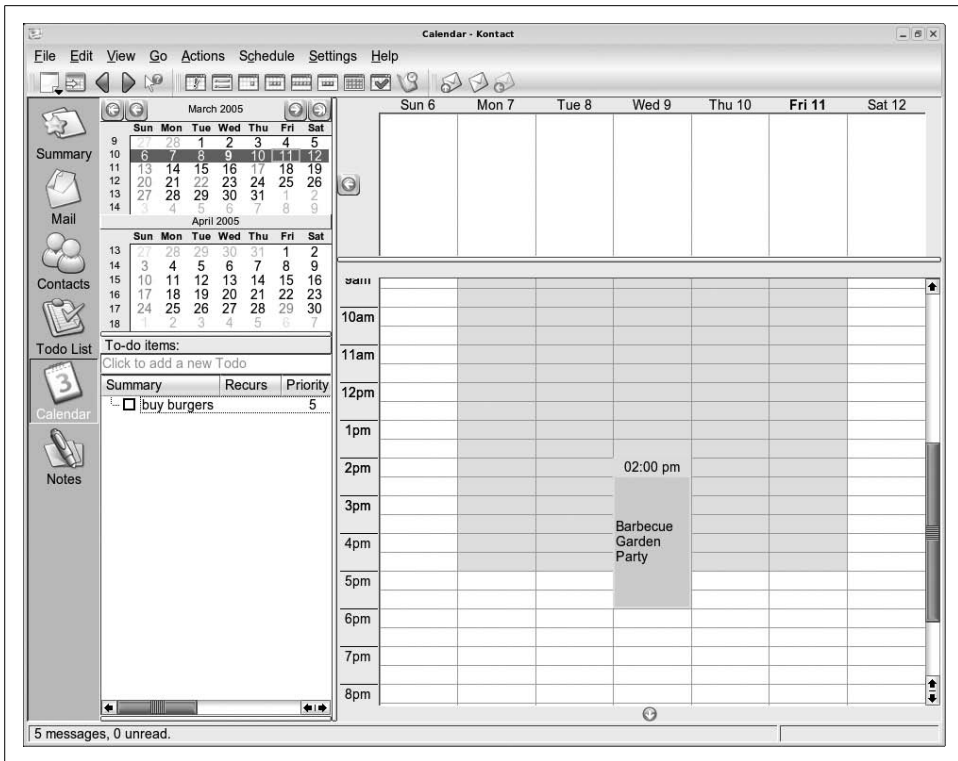 Calendar - Kontact
File Edit View Go Actions Schedule Settings Help
Summary
Mail
Contacts
Todo List
3
Calendar
Notes
March 2005
Sun Mon Tue Wed Thu Fri Sat
9 27 28 1 2 3 4 5
10 6 7 8 9 10 11 12
11 13 14 15 16 17 18 19
12 20 21 22 23 24 25 26
13 27 28 29 30 31 1 2
14 3 4 5 6 7 8 9
April 2005
Sun Mon Tue Wed Thu Fri Sat
13 27 28 29 30 31 1 2
14 3 4 5 6 7 8 9
15 10 11 12 13 14 15 16
16 17 18 19 20 21 22 23
17 24 25 26 27 28 29 30
18 1 2 3 4 5 6 7
To-do items:
Click to add a new Todo
Summary Recurs Priority
buy burgers 5
Sun 6 Mon 7 Tue 8 Wed 9 Thu 10 Fri 11 Sat 12
9am
10am
11am
12pm
1pm
2pm
02:00 pm
3pm
Barbecue
Garden
Party
4pm
5pm
6pm
7pm
8pm
5 messages, 0 unread.